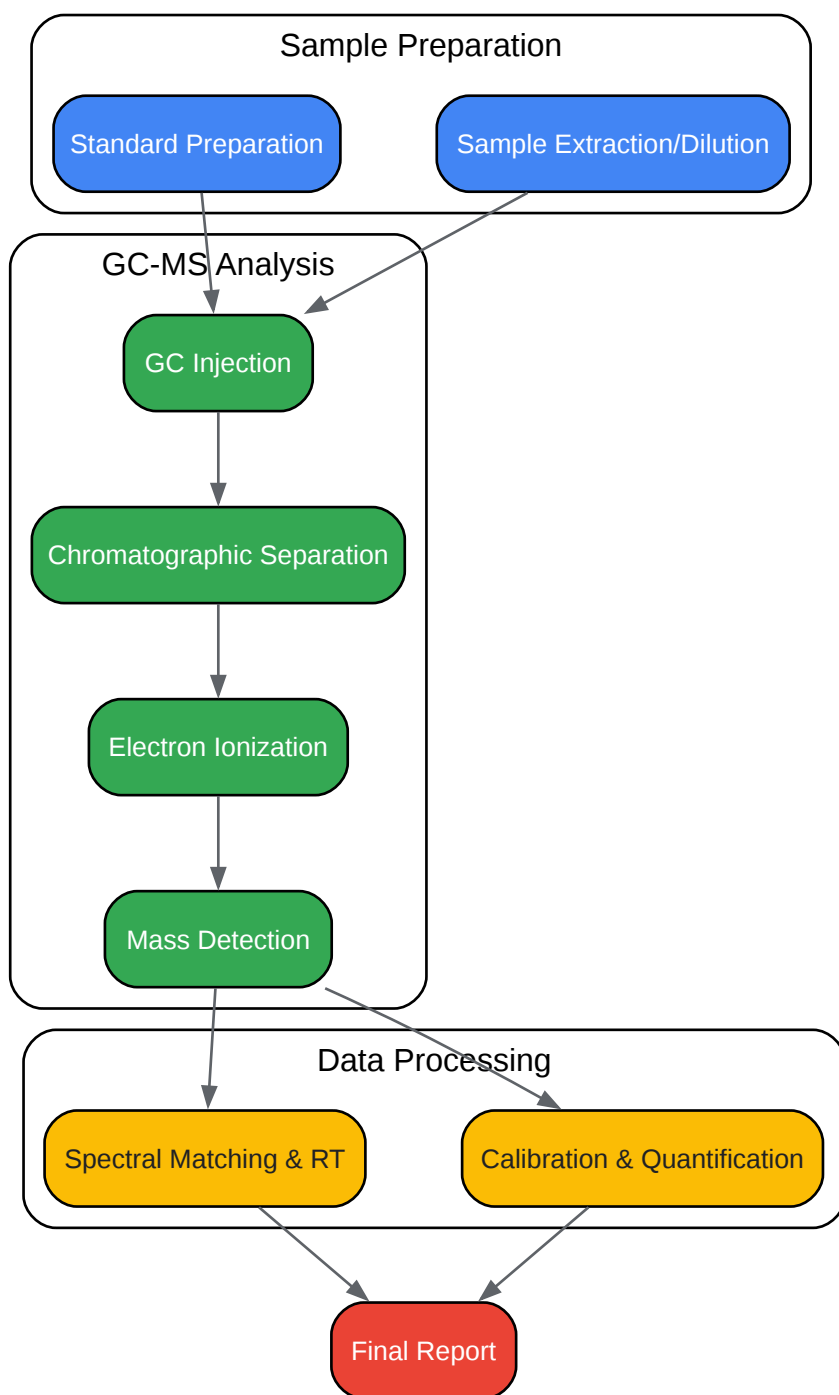 Sample Preparation
Standard Preparation
Sample Extraction/Dilution
GC-MS Analysis
GC Injection
Chromatographic Separation
Electron Ionization
Mass Detection
Data Processing
Spectral Matching & RT
Calibration & Quantification
Final Report